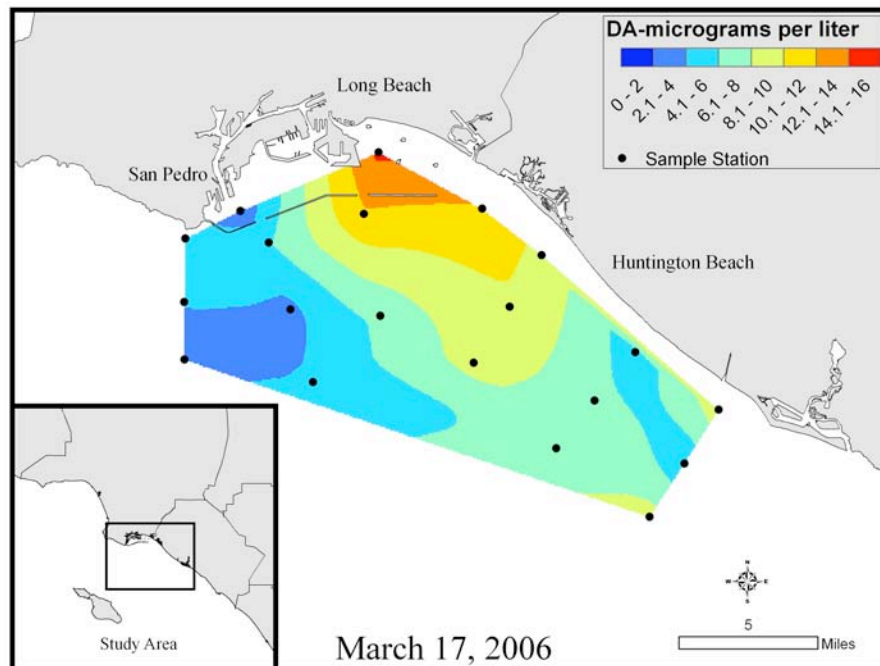 DA-micrograms per liter
0 - 2
2.1 - 4
4.1 - 6
6.1 - 8
8.1 - 10
10.1 - 12
12.1 - 14
14.1 - 16
Sample Station
Long Beach
San Pedro
Huntington Beach
N
W
E
S
5
Miles
Study Area
March 17, 2006